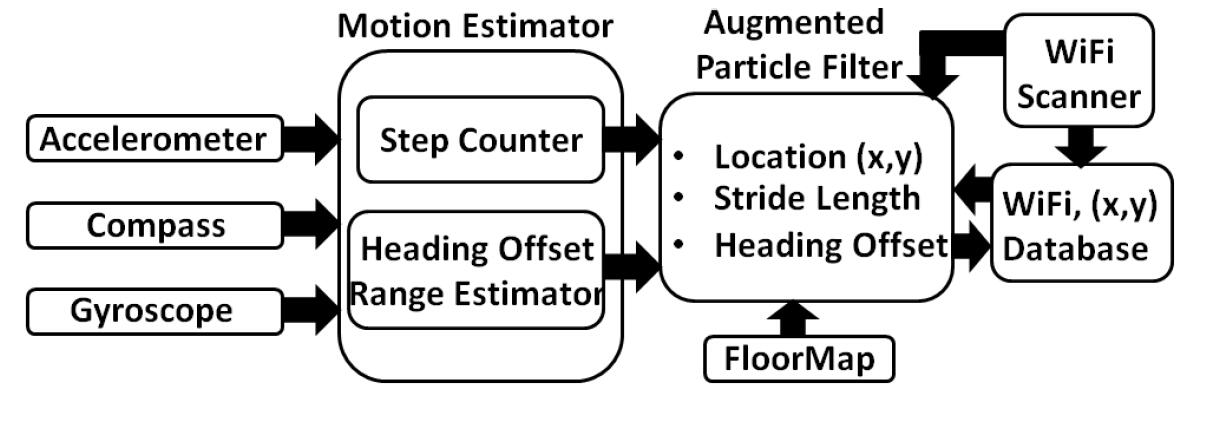 Motion Estimator
Augmented
Particle Filter
WiFi
Scanner
Accelerometer
Step Counter
• Location (x,y)
• Stride Length
• Heading Offset
Compass
Heading Offset
Range Estimator
WiFi, (x,y)
Database
Gyroscope
FloorMap